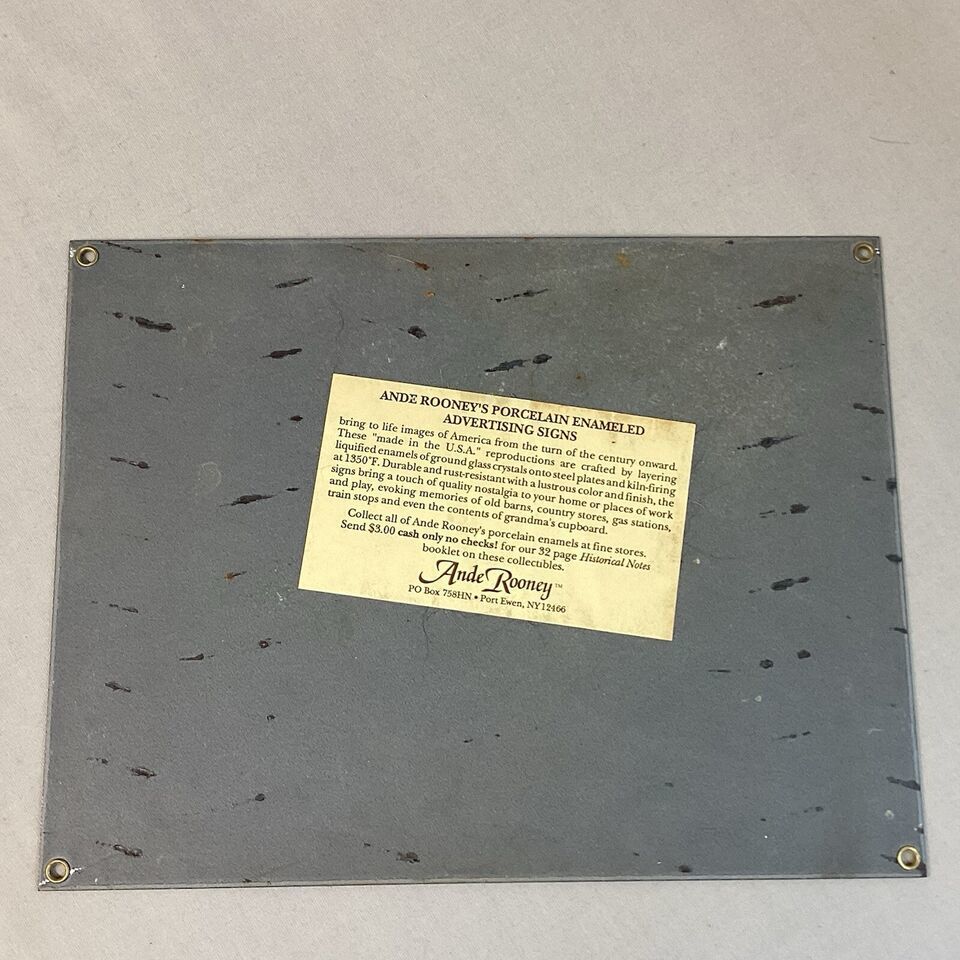 ANDE ROONEY'S PORCELAIN ENAMELED
ADVERTISING SIGNS
bring to life images of America from the turn of the century onward.
These "made in the U.S.A." reproductions are crafted by layering
liquified enamels of ground glass crystals onto steel plates and kiln-firing
at 1350°F. Durable and rust-resistant with a lustrous color and finish, the
signs bring a touch of quality nostalgia to your home or places of work
and play, evoking memories of old barns, country stores, gas stations,
train stops and even the contents of grandma's cupboard.
Collect all of Ande Rooney's porcelain enamels at fine stores.
Send $3.00 cash only no checks! for our 32 page Historical Notes
booklet on these collectibles.
Ande Rooney™
PO Box 758HN • Port Ewen, NY 12466